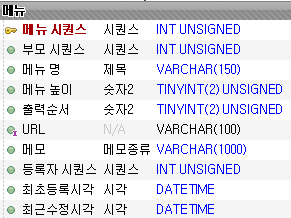 메뉴
메뉴 시퀀스 시퀀스 INT UNSIGNED
부모 시퀀스 시퀀스 INT UNSIGNED
메뉴 명 제목 VARCHAR(150)
메뉴 높이 숫자2 TINYINT(2) UNSIGNED
출력순서 숫자2 TINYINT(2) UNSIGNED
URL N/A VARCHAR(100)
메모 메모종류 VARCHAR(1000)
등록자 시퀀스 시퀀스 INT UNSIGNED
최초등록시각 시각 DATETIME
최근수정시각 시각 DATETIME